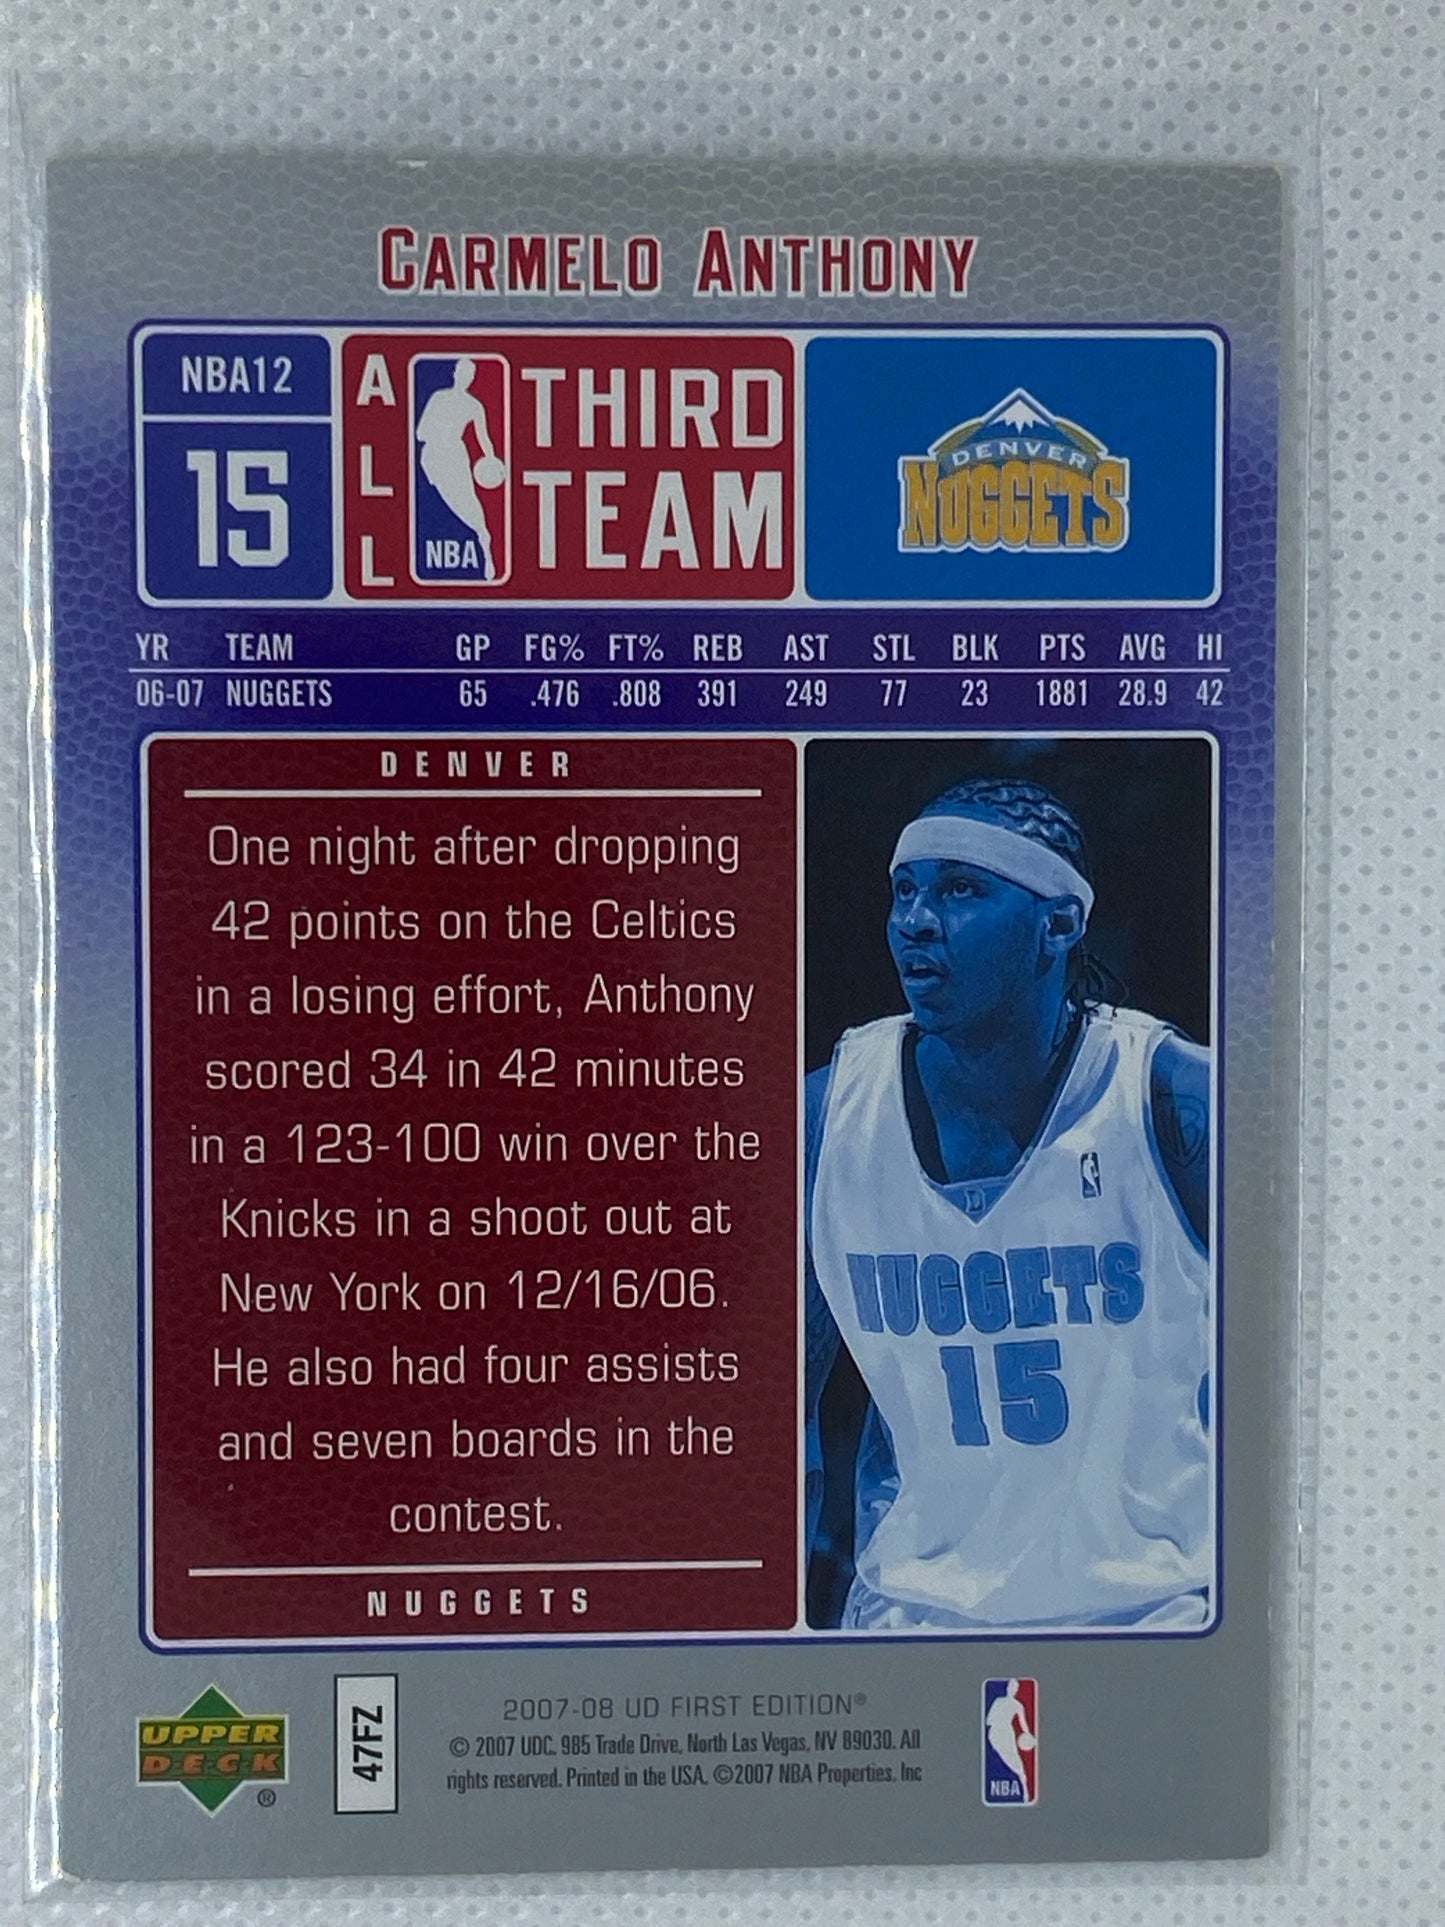 CARMELO ANTHONY
NBA12
15
ALL
NBA
THIRD
TEAM
DENVER
NUGGETS
YR TEAM GP FG% FT% REB AST STL BLK PTS AVG HI
06-07 NUGGETS 65 .476 .808 391 249 77 23 1881 28.9 42
DENVER
One night after dropping
42 points on the Celtics
in a losing effort, Anthony
scored 34 in 42 minutes
in a 123-100 win over the
Knicks in a shoot out at
New York on 12/16/06.
He also had four assists
and seven boards in the
contest.
NUGGETS
NUGGETS
15
UPPER
DECK
®
47FZ
2007-08 UD FIRST EDITION®
© 2007 UDC. 985 Trade Drive, North Las Vegas, NV 89030. All
rights reserved. Printed in the USA. ©2007 NBA Properties, Inc
NBA